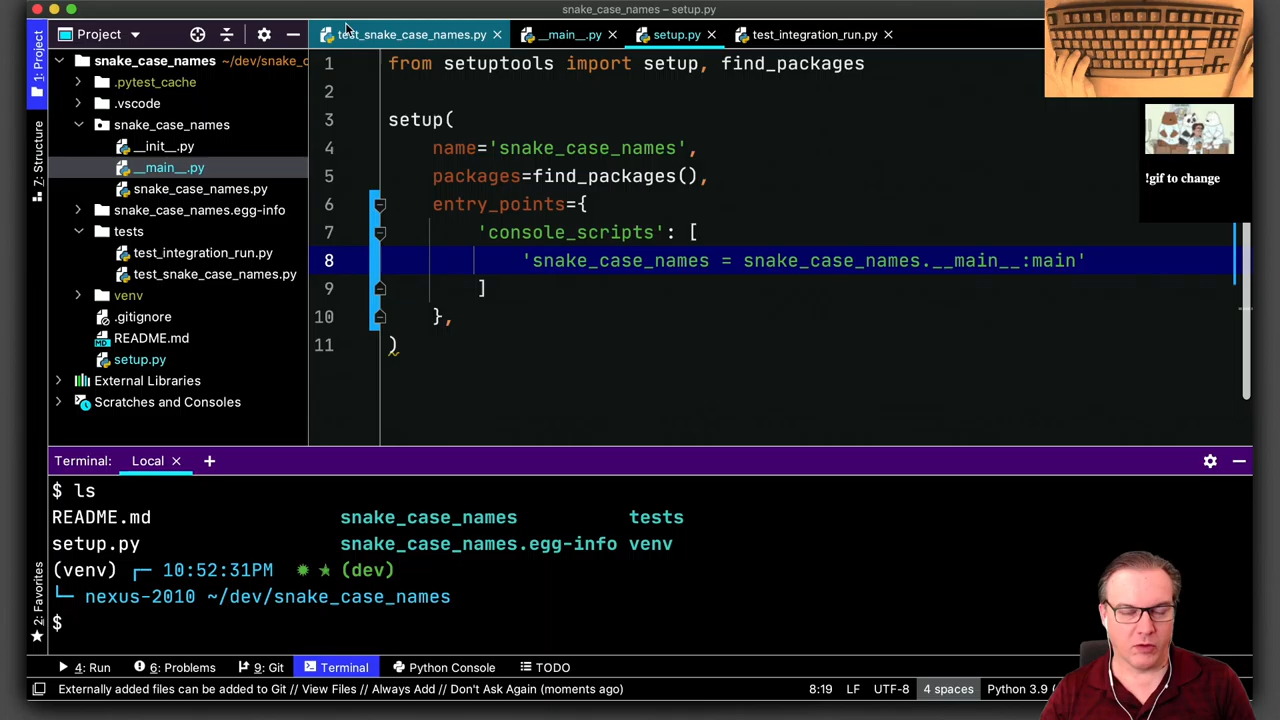 snake_case_names – setup.py
Project
test_snake_case_names.py
__main__.py
setup.py
test_integration_run.py
1: Project
7: Structure
2: Favorites
snake_case_names ~/dev/snake_c
.pytest_cache
.vscode
snake_case_names
__init__.py
__main__.py
snake_case_names.py
snake_case_names.egg-info
tests
test_integration_run.py
test_snake_case_names.py
venv
.gitignore
README.md
setup.py
External Libraries
Scratches and Consoles
1 from setuptools import setup, find_packages
2
3 setup(
4 name='snake_case_names',
5 packages=find_packages(),
6 entry_points={
7 'console_scripts': [
8 'snake_case_names = snake_case_names.__main__:main'
9 ]
10 },
11 )
!gif to change
Terminal: Local +
$ ls
README.md snake_case_names tests
setup.py snake_case_names.egg-info venv
(venv) ┌─ 10:52:31PM ✹ ★ (dev)
└─ nexus-2010 ~/dev/snake_case_names
$
4: Run
6: Problems
9: Git
Terminal
Python Console
TODO
Externally added files can be added to Git // View Files // Always Add // Don't Ask Again (moments ago)
8:19 LF UTF-8 4 spaces Python 3.9